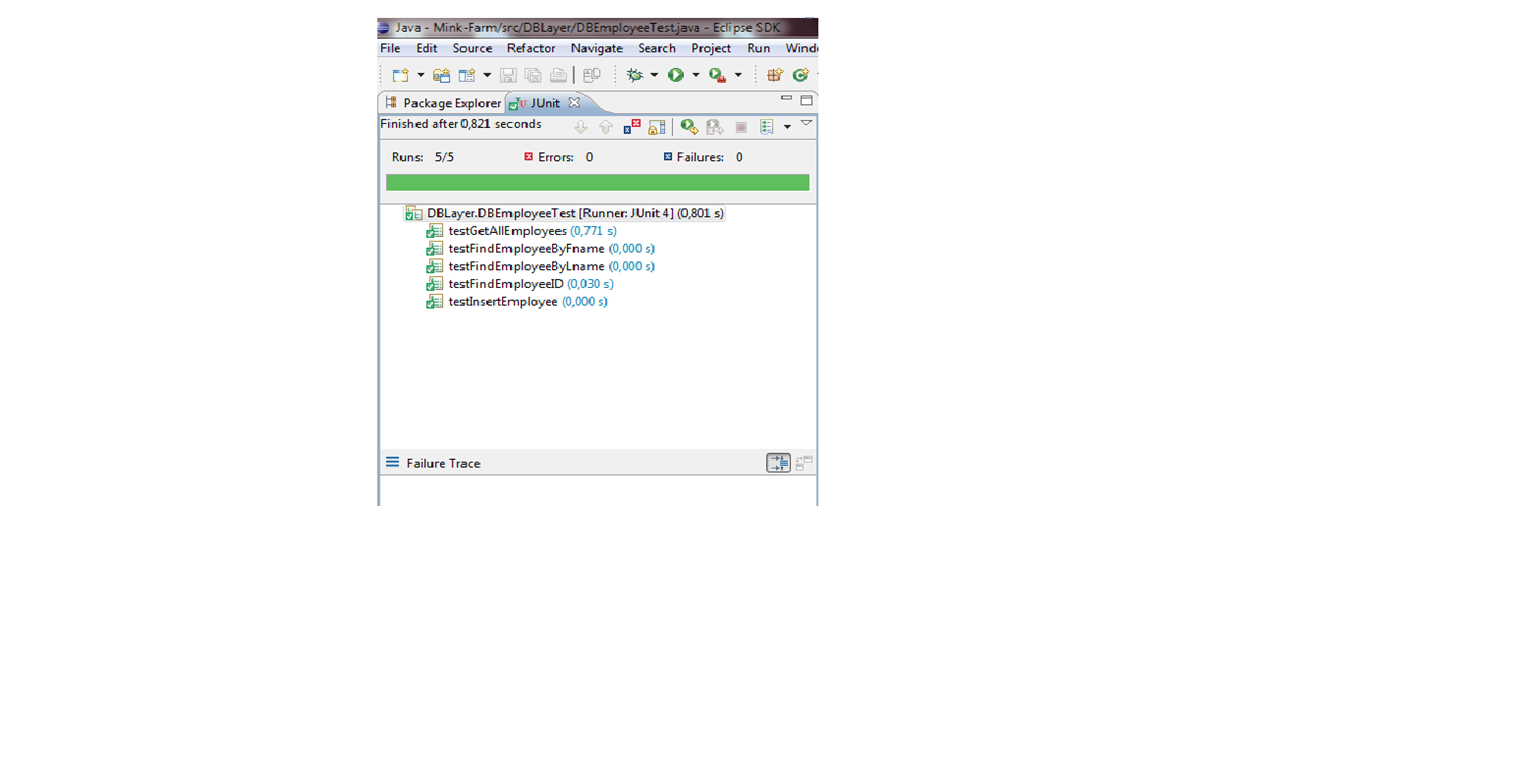 Java - Mink-Farm/src/DBLayer/DBEmployeeTest.java - Eclipse SDK
File Edit Source Refactor Navigate Search Project Run Windo
Package Explorer JUnit
Finished after 0,821 seconds
Runs: 5/5 Errors: 0 Failures: 0
DBLayer.DBEmployeeTest [Runner: JUnit 4] (0,801 s)
testGetAllEmployees (0,771 s)
testFindEmployeeByFname (0,000 s)
testFindEmployeeByLname (0,000 s)
testFindEmployeeID (0,030 s)
testInsertEmployee (0,000 s)
Failure Trace